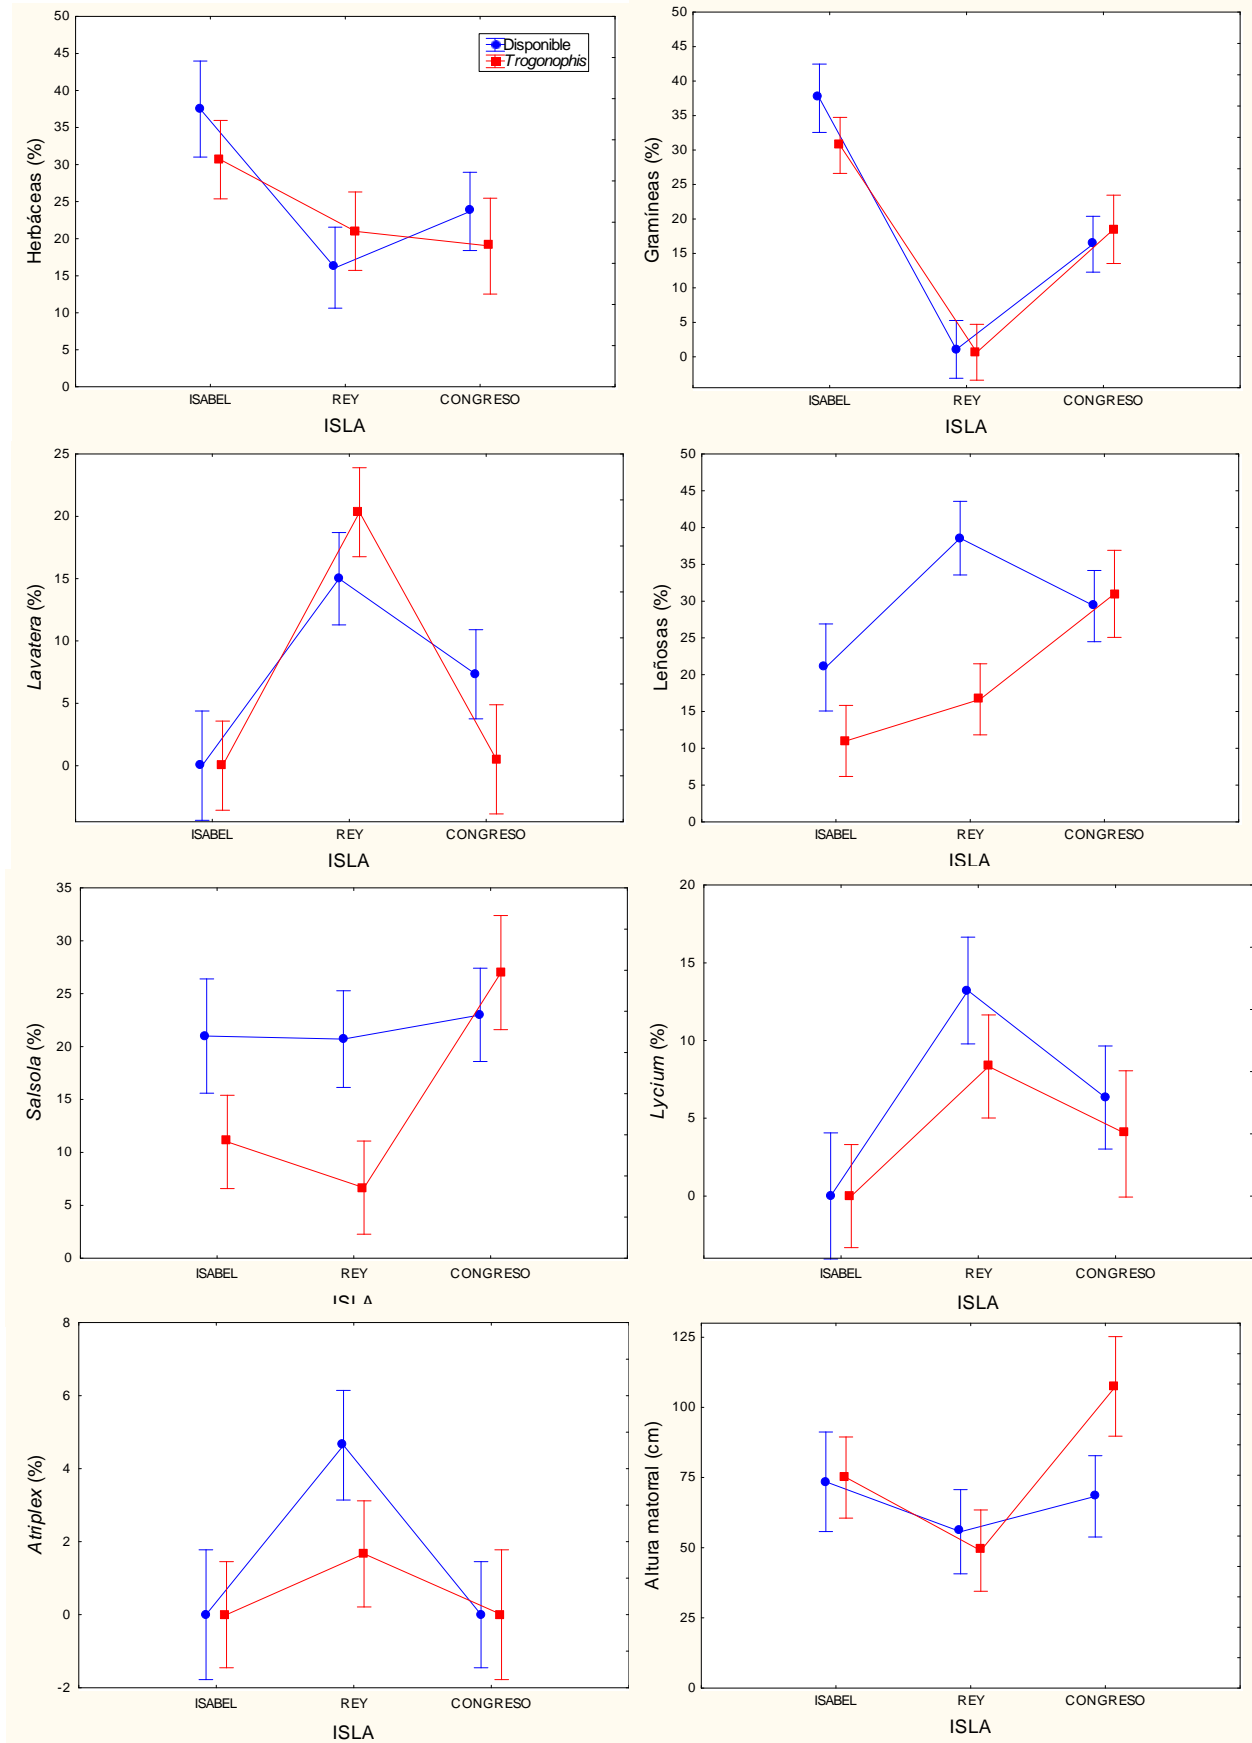 50
45
40
35
30
25
20
15
10
5
0
Herbáceas (%)
Disponible
Trogonophis
ISABEL REY CONGRESO
ISLA
50
45
40
35
30
25
20
15
10
5
0
Gramíneas (%)
ISABEL REY CONGRESO
ISLA
25
20
15
10
5
0
Lavatera (%)
ISABEL REY CONGRESO
ISLA
50
45
40
35
30
25
20
15
10
5
0
Leñosas (%)
ISABEL REY CONGRESO
ISLA
35
30
25
20
15
10
5
0
Salsola (%)
ISABEL REY CONGRESO
ISLA
20
15
10
5
0
Lycium (%)
ISABEL REY CONGRESO
ISLA
8
6
4
2
0
-2
Atriplex (%)
ISABEL REY CONGRESO
ISLA
125
100
75
50
25
0
Altura matorral (cm)
ISABEL REY CONGRESO
ISLA